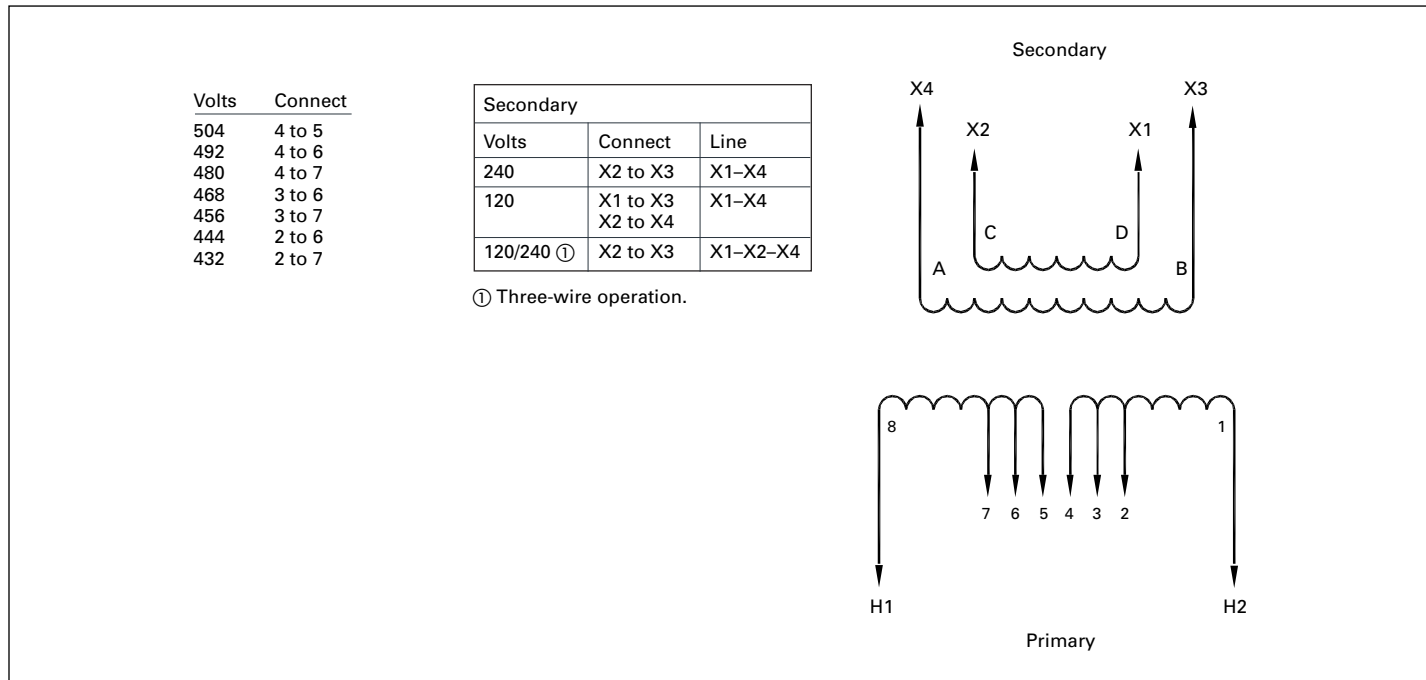 Volts Connect
504 4 to 5
492 4 to 6
480 4 to 7
468 3 to 6
456 3 to 7
444 2 to 6
432 2 to 7
Secondary
Volts Connect Line
240 X2 to X3 X1–X4
120 X1 to X3 X1–X4
X2 to X4
120/240 ① X2 to X3 X1–X2–X4
① Three-wire operation.
Secondary
X4 X3
X2 X1
C D
A B
8 1
7 6 5 4 3 2
H1 H2
Primary